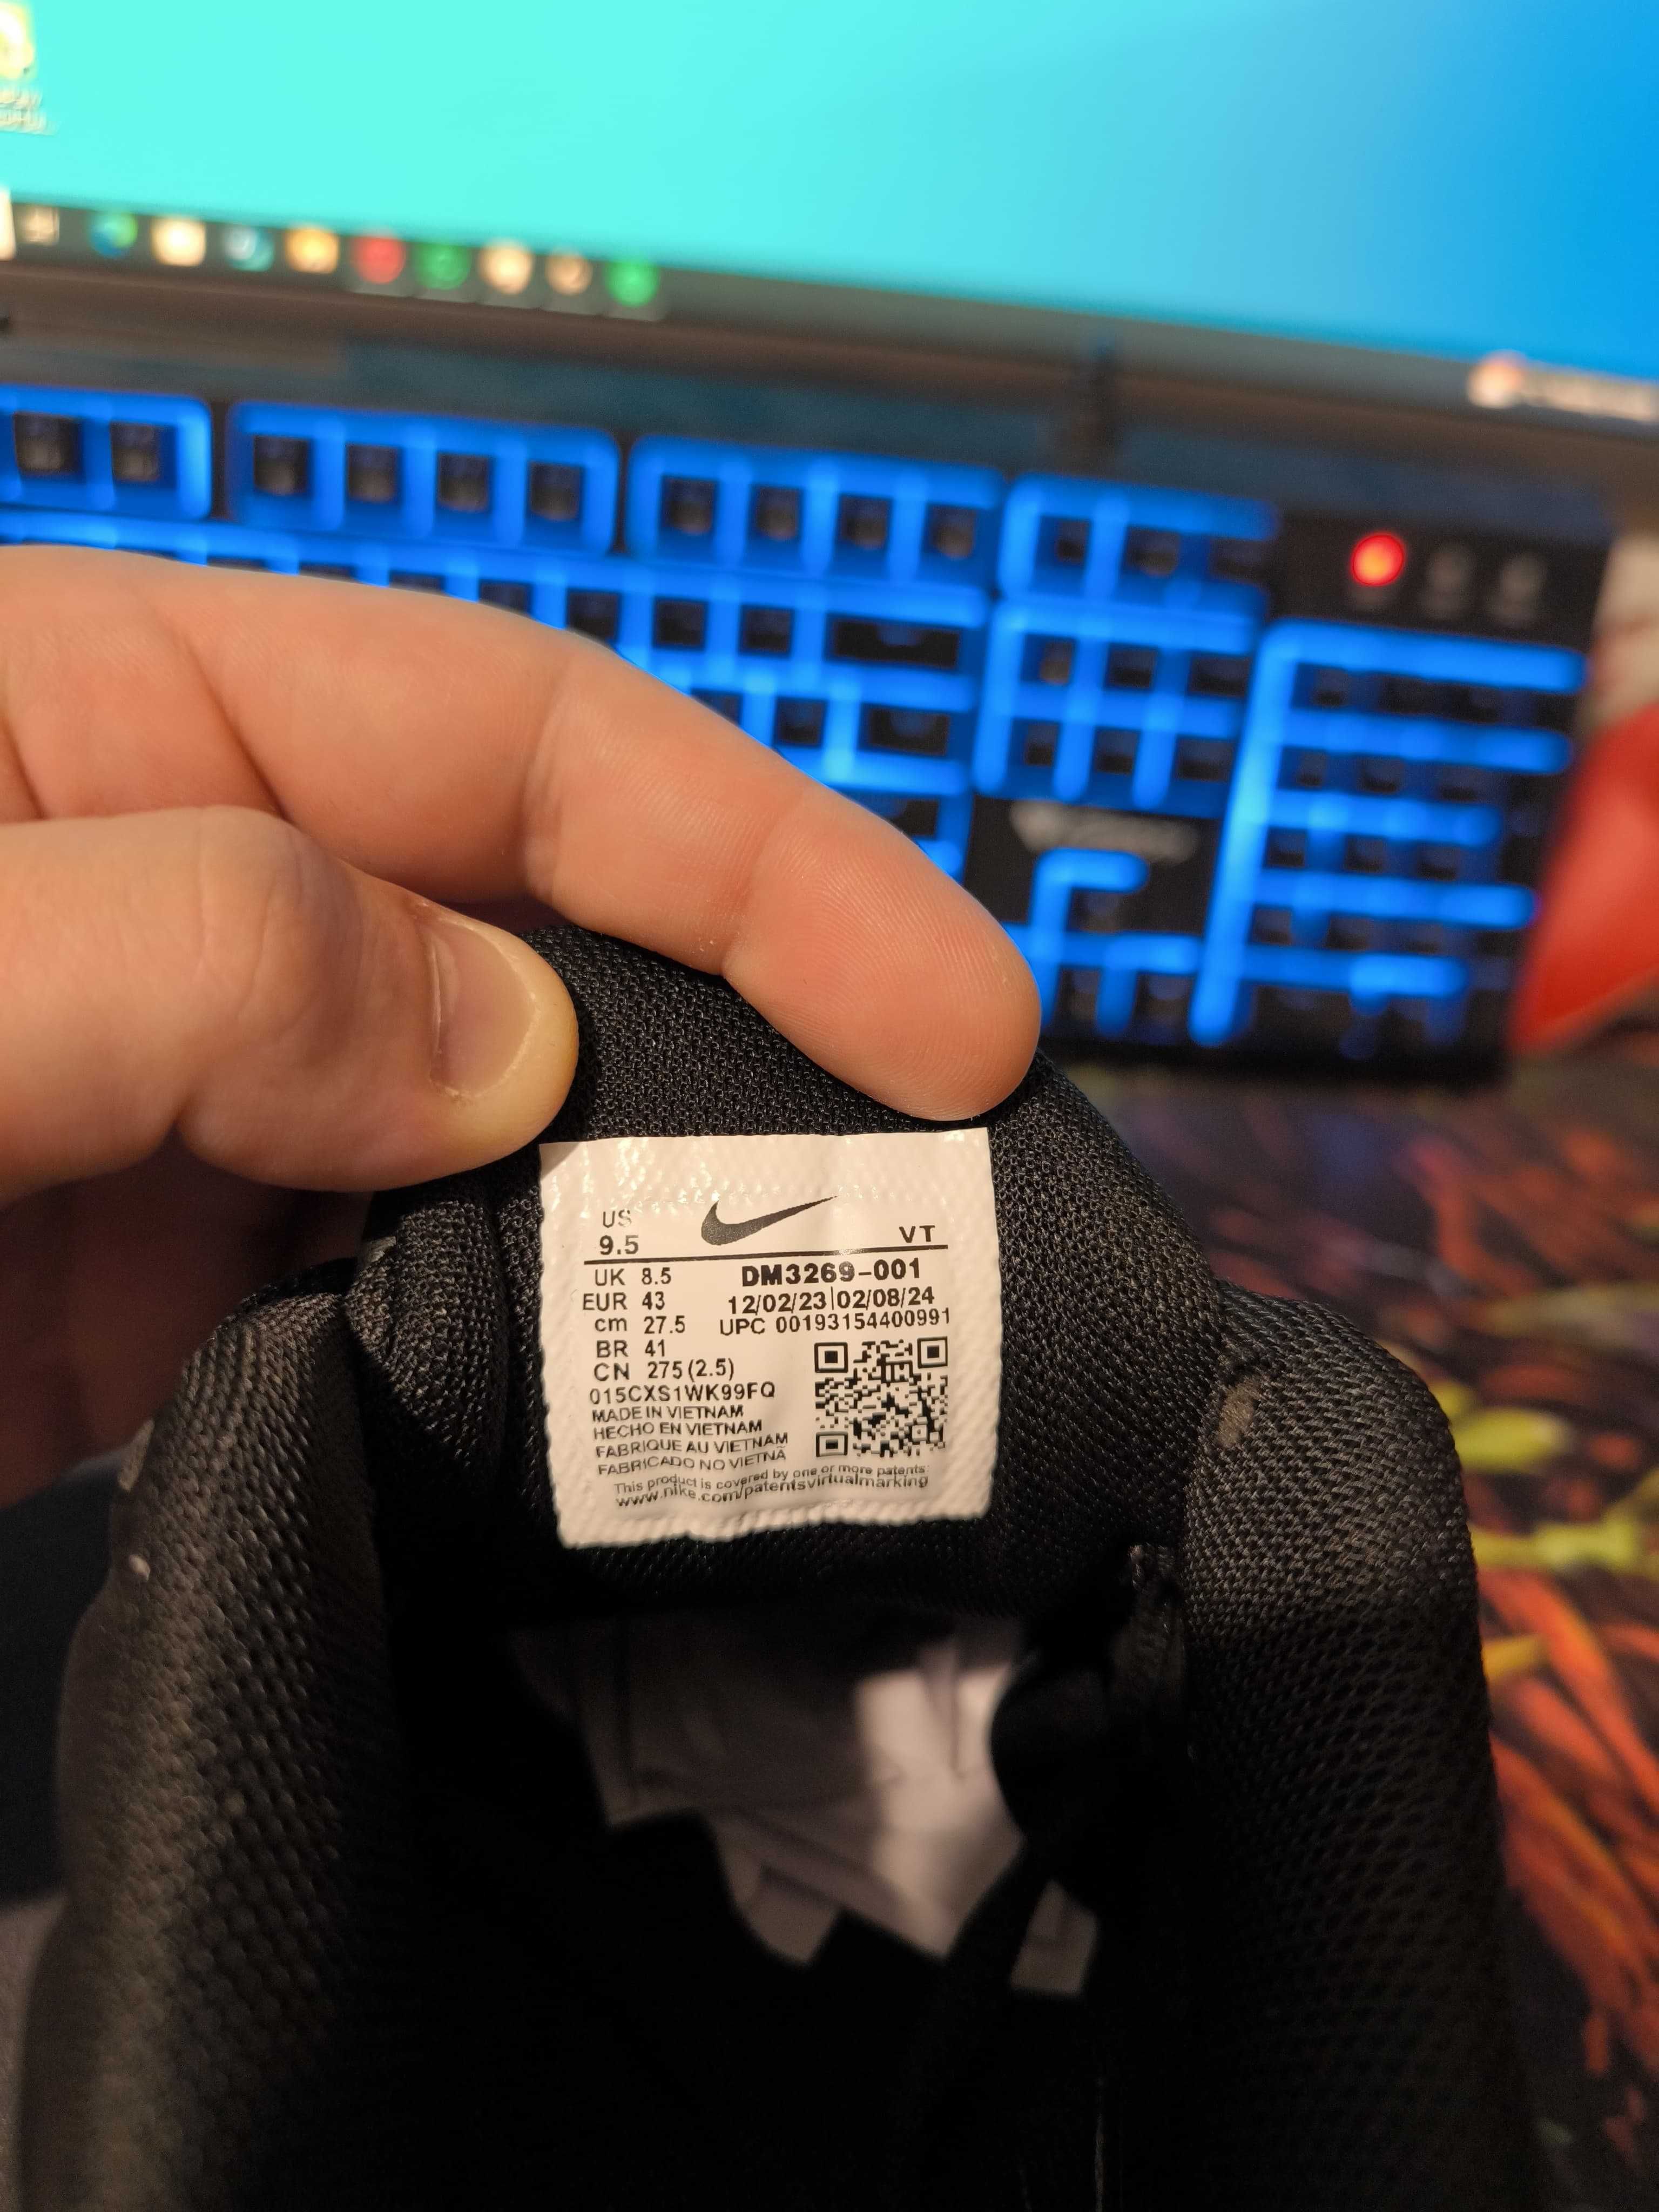 US
9.5 VT
UK 8.5 DM3269-001
EUR 43 12/02/23|02/08/24
cm 27.5 UPC 00193154400991
BR 41
CN 275(2.5)
015CXS1WK99FQ
MADE IN VIETNAM
HECHO EN VIETNAM
FABRIQUE AU VIETNAM
FABRICADO NO VIETNÃ
This product is covered by one or more patents:
www.nike.com/patentsvirtualmarking